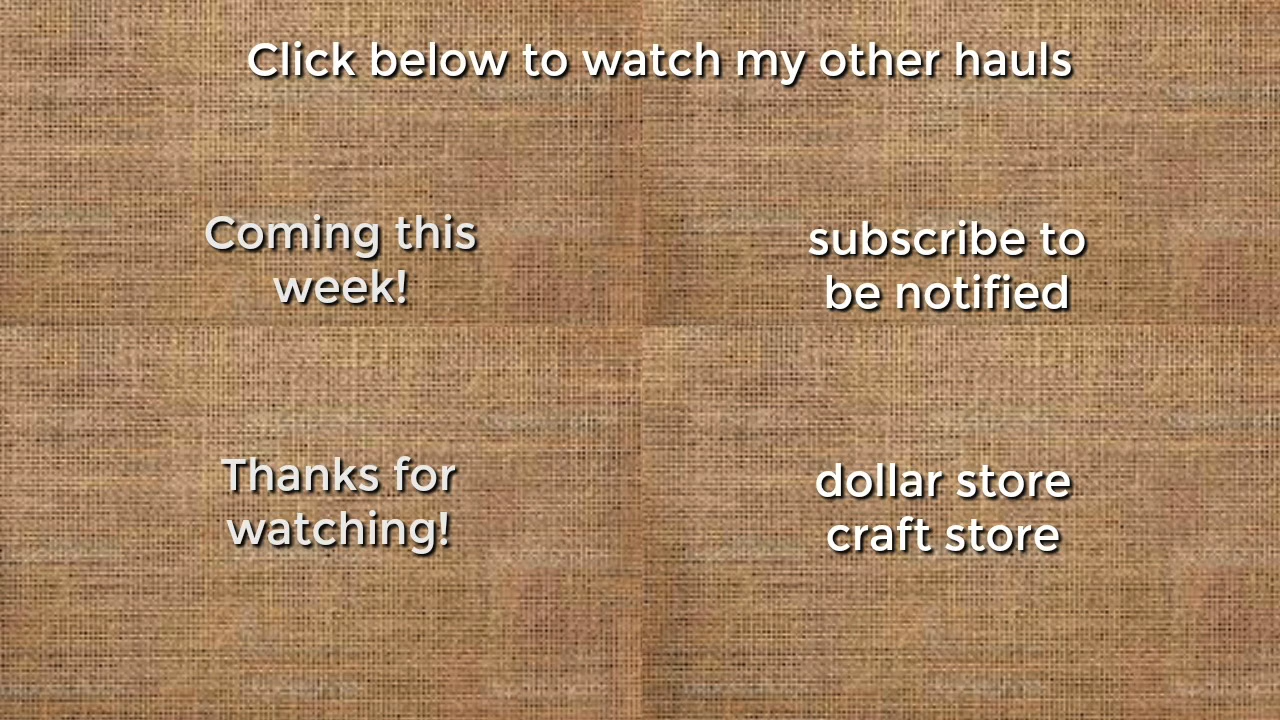 Click below to watch my other hauls
Coming this
week!
subscribe to
be notified
Thanks for
watching!
dollar store
craft store